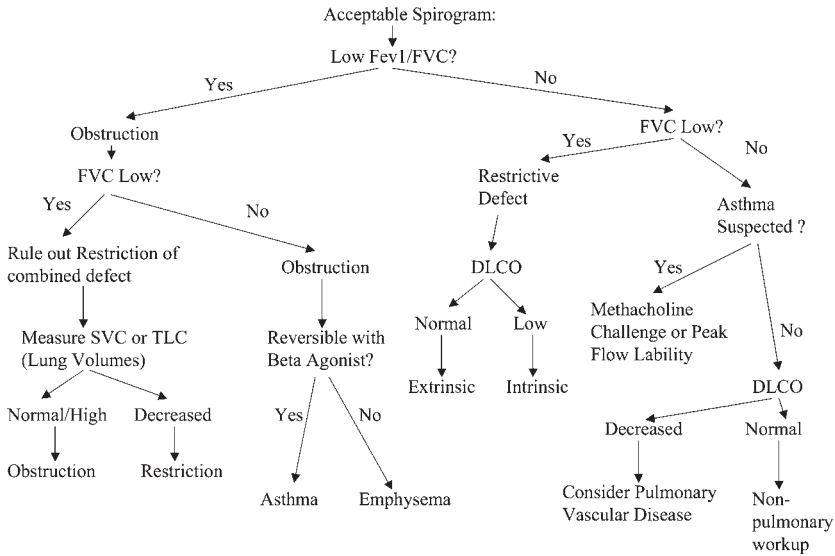 Acceptable Spirogram:
Low Fev1/FVC?
Yes
No
Obstruction
FVC Low?
Yes
No
Rule out Restriction of
combined defect
Measure SVC or TLC
(Lung Volumes)
Normal/High
Decreased
Obstruction
Restriction
Obstruction
Reversible with
Beta Agonist?
Yes
No
Asthma
Emphysema
FVC Low?
Yes
No
Restrictive
Defect
DLCO
Normal
Low
Extrinsic
Intrinsic
Asthma
Suspected ?
Yes
No
Methacholine
Challenge or Peak
Flow Lability
DLCO
Decreased
Normal
Consider Pulmonary
Vascular Disease
Non-
pulmonary
workup